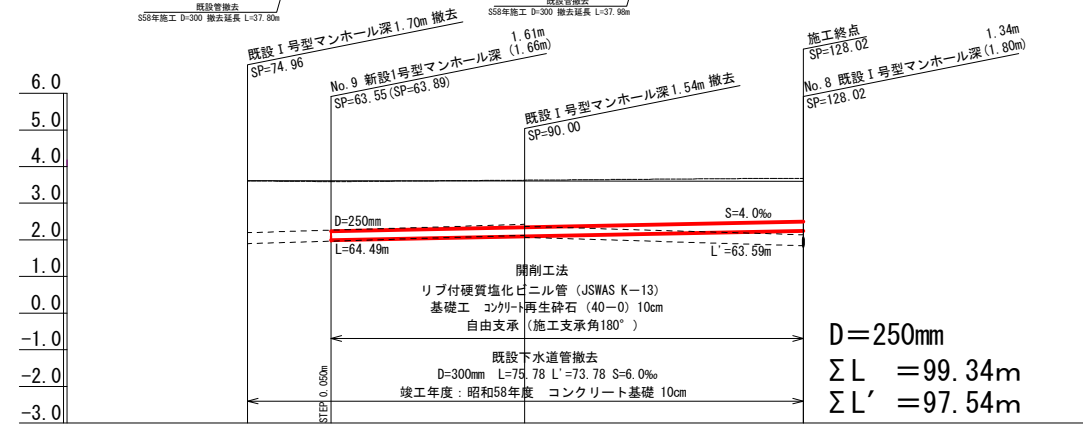 既設管撤去
S58年施工 D=300 撤去延長 L=37.80m
既設管撤去
S58年施工 D=300 撤去延長 L=37.98m
既設Ⅰ号型マンホール深1.70m 撤去
SP=74.96
1.61m
No.9 新設1号型マンホール深 (1.66m)
SP=63.55(SP=63.89)
既設Ⅰ号型マンホール深1.54m 撤去
SP=90.00
施工終点
SP=128.02
1.34m
No.8 既設Ⅰ号型マンホール深(1.80m)
SP=128.02
6.0
5.0
4.0
3.0
2.0
1.0
0.0
-1.0
-2.0
-3.0
D=250mm
S=4.0‰
L=64.49m
L'=63.59m
開削工法
リブ付硬質塩化ビニル管（JSWAS K－13）
基礎工 コンクリート再生砕石（40－0）10cm
自由支承（施工支承角180°）
既設下水道管撤去
D=300mm L=75.78 L'=73.78 S=6.0‰
竣工年度：昭和58年度 コンクリート基礎 10cm
STEP 0.050m
D＝250mm
ΣL ＝99.34m
ΣL′ ＝97.54m